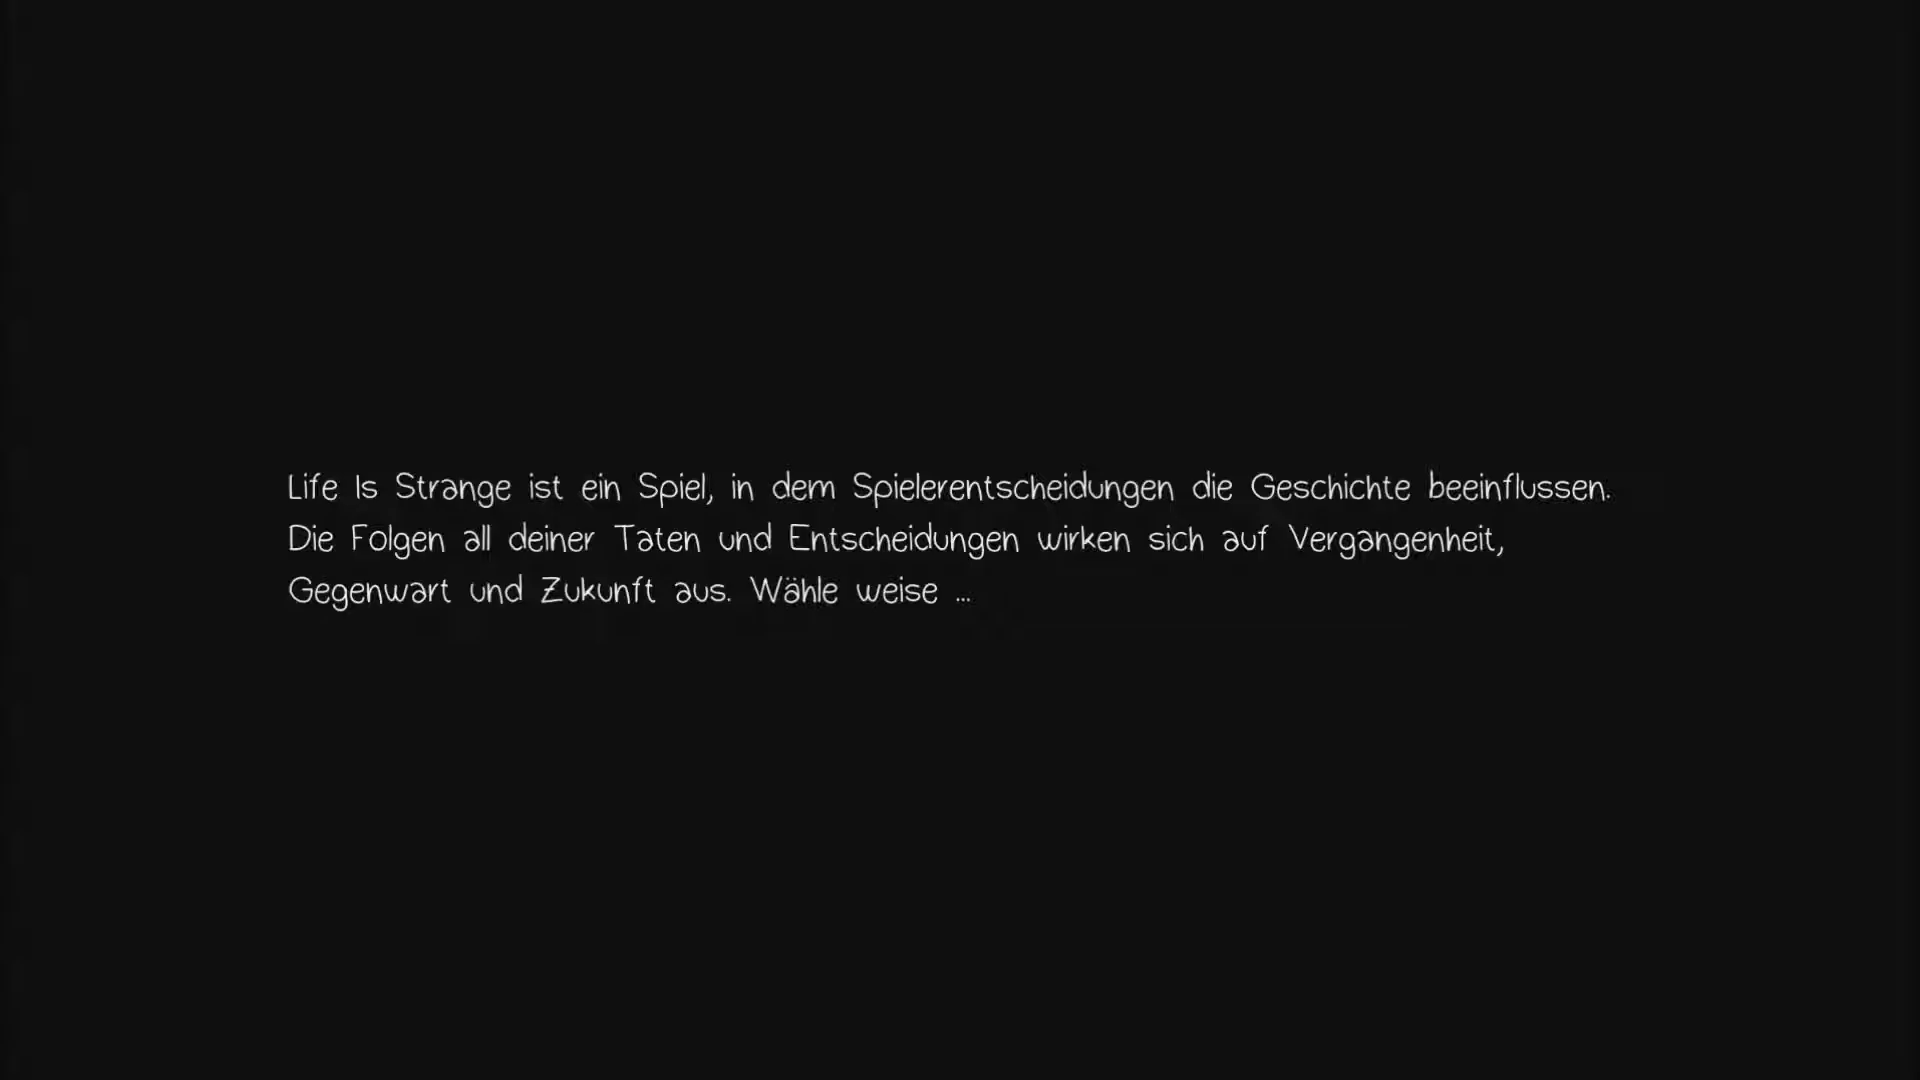 Life Is Strange ist ein Spiel, in dem Spielerentscheidungen die Geschichte beeinflussen.
Die Folgen all deiner Taten und Entscheidungen wirken sich auf Vergangenheit,
Gegenwart und Zukunft aus. Wähle weise ...